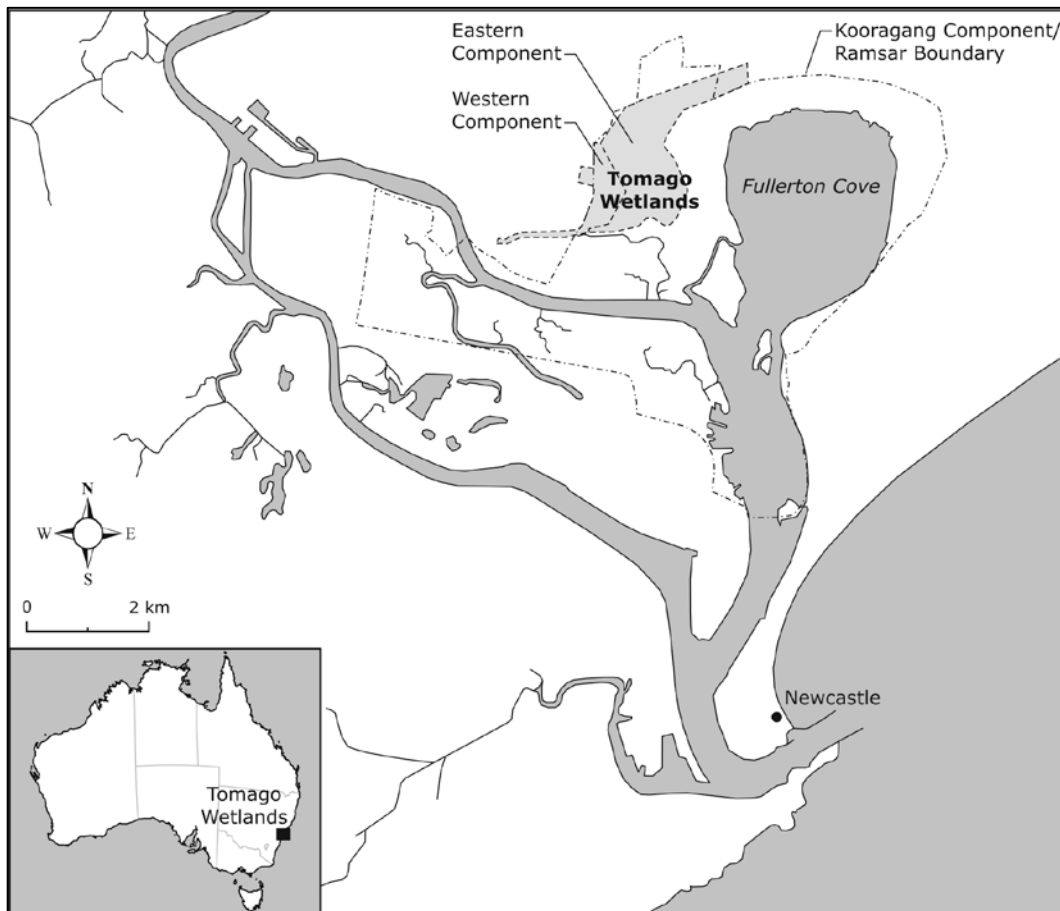 Eastern
Component
Kooragang Component/
Ramsar Boundary
Western
Component
Tomago
Wetlands
Fullerton Cove
N
W
E
S
0
2 km
Newcastle
Tomago
Wetlands